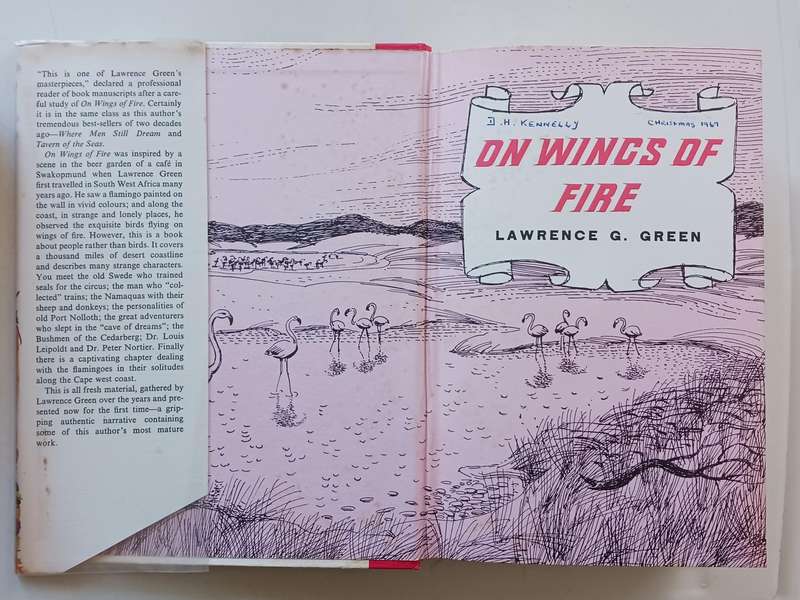 "This is one of Lawrence Green's
masterpieces," declared a professional
reader of book manuscripts after a care-
ful study of On Wings of Fire. Certainly
it is in the same class as this author's
tremendous best-sellers of two decades
ago—Where Men Still Dream and
Tavern of the Seas.
On Wings of Fire was inspired by a
scene in the beer garden of a café in
Swakopmund when Lawrence Green
first travelled in South West Africa many
years ago. He saw a flamingo painted on
the wall in vivid colours; and along the
coast, in strange and lonely places, he
observed the exquisite birds flying on
wings of fire. However, this is a book
about people rather than birds. It covers
a thousand miles of desert coastline
and describes many strange characters.
You meet the old Swede who trained
seals for the circus; the man who "col-
lected" trains; the Namaquas with their
sheep and donkeys; the personalities of
old Port Nolloth; the great adventurers
who slept in the "cave of dreams"; the
Bushmen of the Cedarberg; Dr. Louis
Leipoldt and Dr. Peter Nortier. Finally
there is a captivating chapter dealing
with the flamingoes in their solitudes
along the Cape west coast.
This is all fresh material, gathered by
Lawrence Green over the years and pre-
sented now for the first time—a grip-
ping authentic narrative containing
some of this author's most mature
work.
D.H. KENNELLY CHRISTMAS 1967
ON WINGS OF
FIRE
LAWRENCE G. GREEN